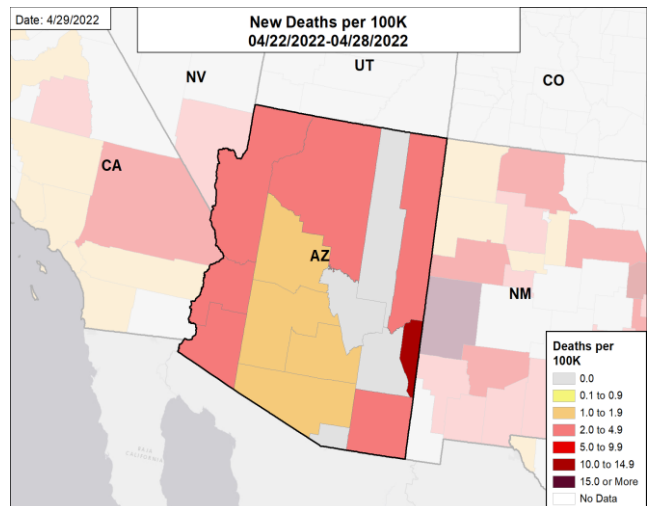 Date: 4/29/2022
New Deaths per 100K
04/22/2022-04/28/2022
NV
UT
CO
CA
AZ
NM
BAJA
CALIFORNIA
Deaths per
100K
0.0
0.1 to 0.9
1.0 to 1.9
2.0 to 4.9
5.0 to 9.9
10.0 to 14.9
15.0 or More
No Data